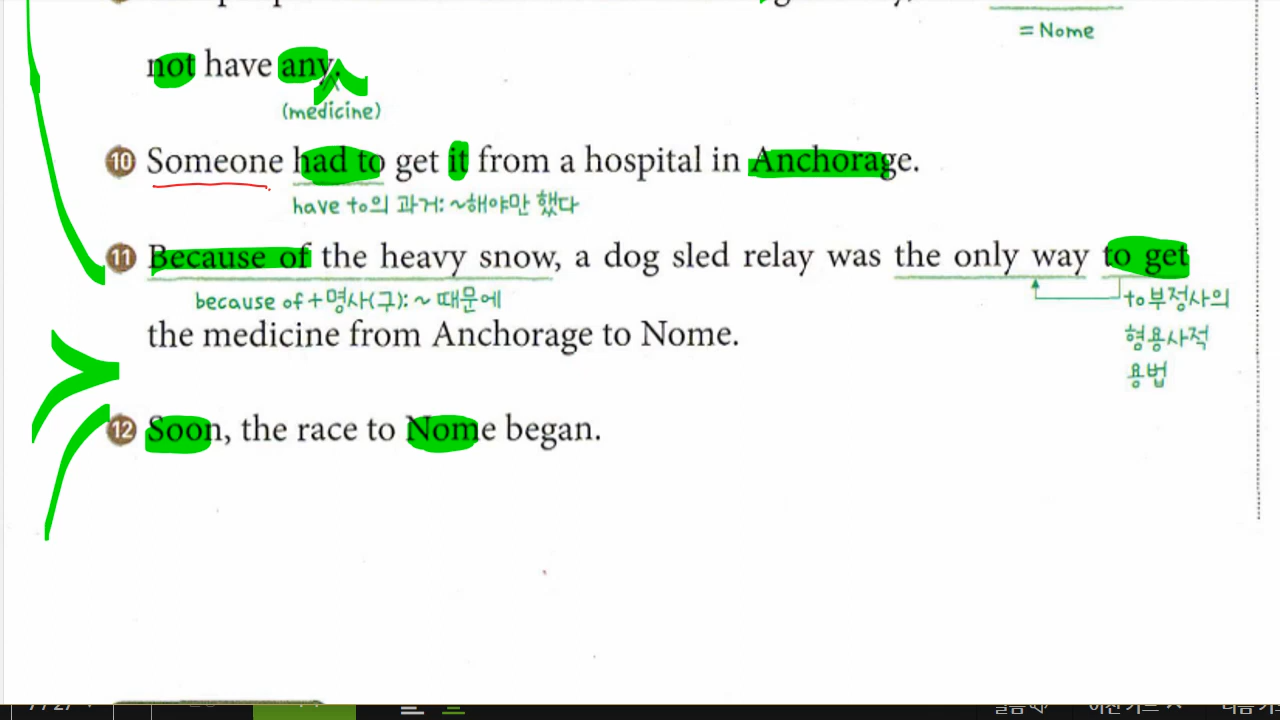 = Nome
not have any.
(medicine)
10 Someone had to get it from a hospital in Anchorage.
have to의 과거: ~해야만 했다
11 Because of the heavy snow, a dog sled relay was the only way to get
because of + 명사(구): ~ 때문에
to부정사의
the medicine from Anchorage to Nome.
형용사적
용법
12 Soon, the race to Nome began.